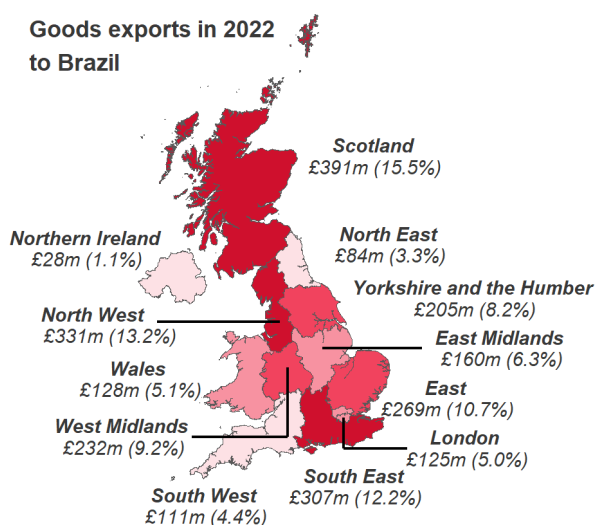 Goods exports in 2022
to Brazil
Scotland
£391m (15.5%)
Northern Ireland
£28m (1.1%)
North East
£84m (3.3%)
Yorkshire and the Humber
£205m (8.2%)
North West
£331m (13.2%)
East Midlands
£160m (6.3%)
Wales
£128m (5.1%)
East
£269m (10.7%)
West Midlands
£232m (9.2%)
London
£125m (5.0%)
South East
£307m (12.2%)
South West
£111m (4.4%)